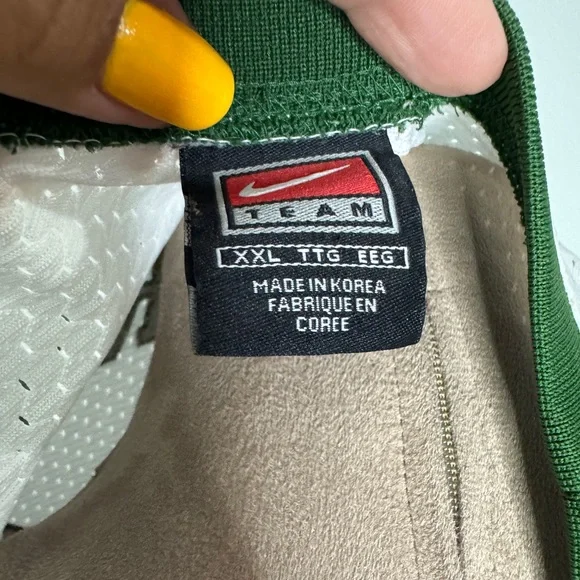 TEAM
XXL TTG EEG
MADE IN KOREA
FABRIQUE EN
COREE